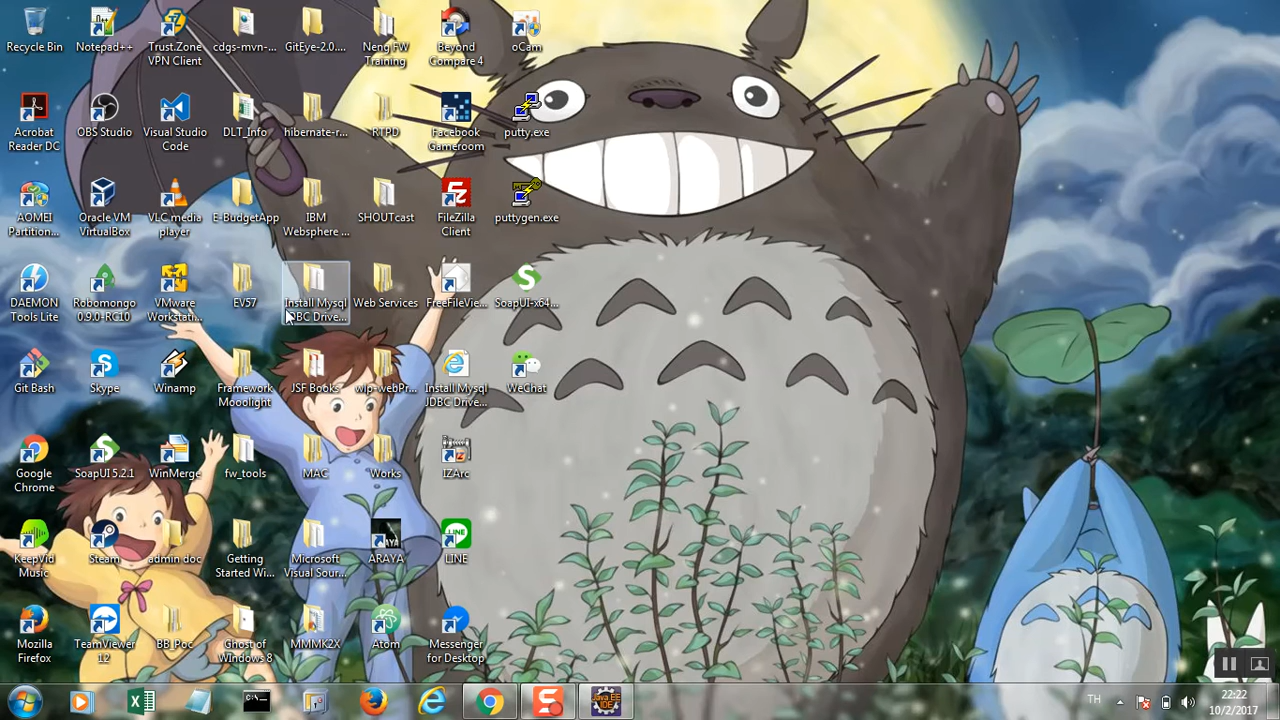 Recycle Bin
Notepad++
Trust.Zone
VPN Client
cdgs-mvn-...
GitEye-2.0....
Neng FW
Training
Beyond
Compare 4
oCam
Acrobat
Reader DC
OBS Studio
Visual Studio
Code
DLT_Info
hibernate-r...
RTPD
Facebook
Gameroom
putty.exe
AOMEI
Partition...
Oracle VM
VirtualBox
VLC media
player
E-BudgetApp
IBM
Websphere ...
SHOUTcast
FileZilla
Client
puttygen.exe
DAEMON
Tools Lite
Robomongo
0.9.0-RC10
VMware
Workstati...
EV57
Install Mysql
JDBC Drive...
Web Services
FreeFileVie...
SoapUI-x64...
Git Bash
Skype
Winamp
Framework
Mooolight
JSF Books
wlp-webPr...
Install Mysql
JDBC Drive...
WeChat
Google
Chrome
SoapUI 5.2.1
WinMerge
fw_tools
MAC
Works
IZArc
KeepVid
Music
Steam
admin doc
Getting
Started Wi...
Microsoft
Visual Sour...
ARAYA
LINE
Mozilla
Firefox
TeamViewer
12
BB_Poc
Ghost of
Windows 8
MMMK2X
Atom
Messenger
for Desktop
Java EE
IDE
TH
22:22
10/2/2017